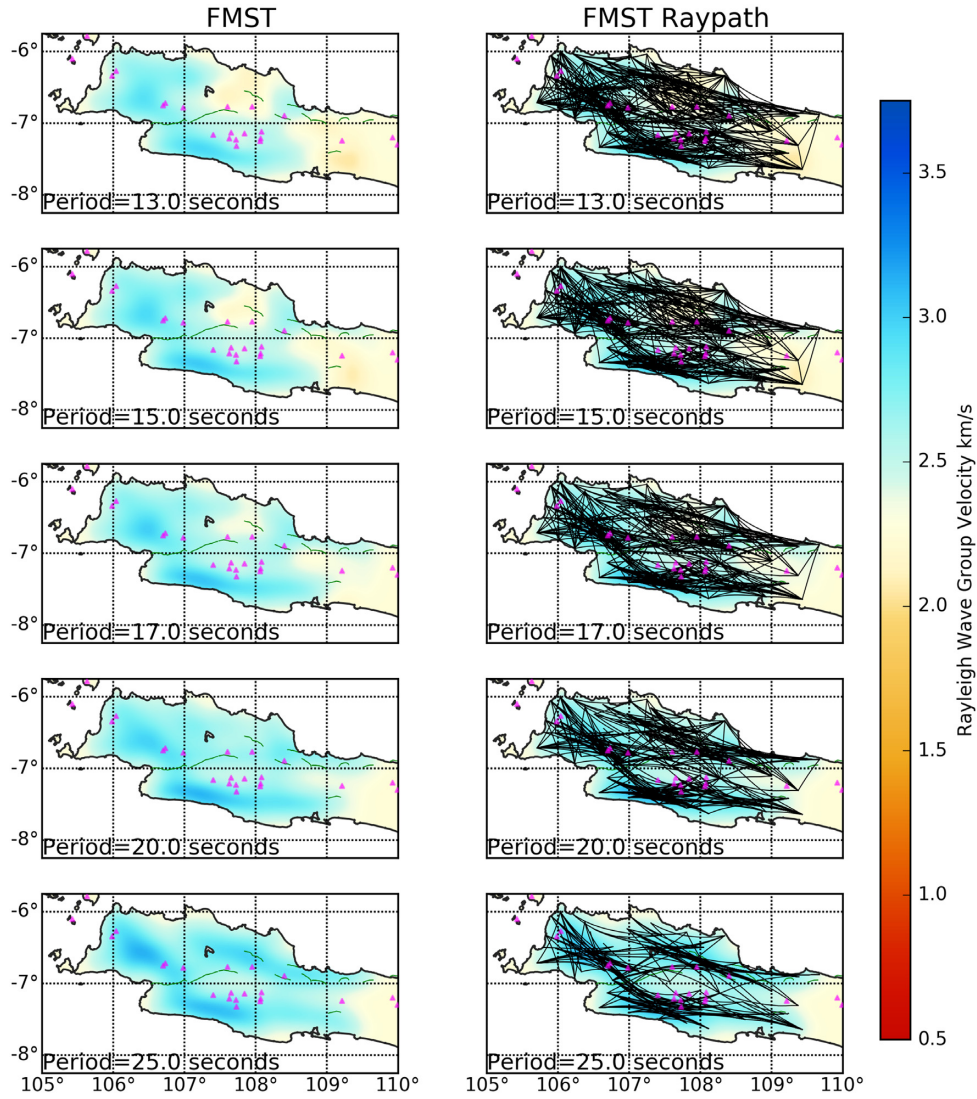 FMST
FMST Raypath
-6°
-7°
-8°
Period=13.0 seconds
Period=13.0 seconds
-6°
-7°
-8°
Period=15.0 seconds
Period=15.0 seconds
-6°
-7°
-8°
Period=17.0 seconds
Period=17.0 seconds
-6°
-7°
-8°
Period=20.0 seconds
Period=20.0 seconds
-6°
-7°
-8°
Period=25.0 seconds
Period=25.0 seconds
105° 106° 107° 108° 109° 110°
105° 106° 107° 108° 109° 110°
3.5
3.0
2.5
2.0
1.5
1.0
0.5
Rayleigh Wave Group Velocity km/s